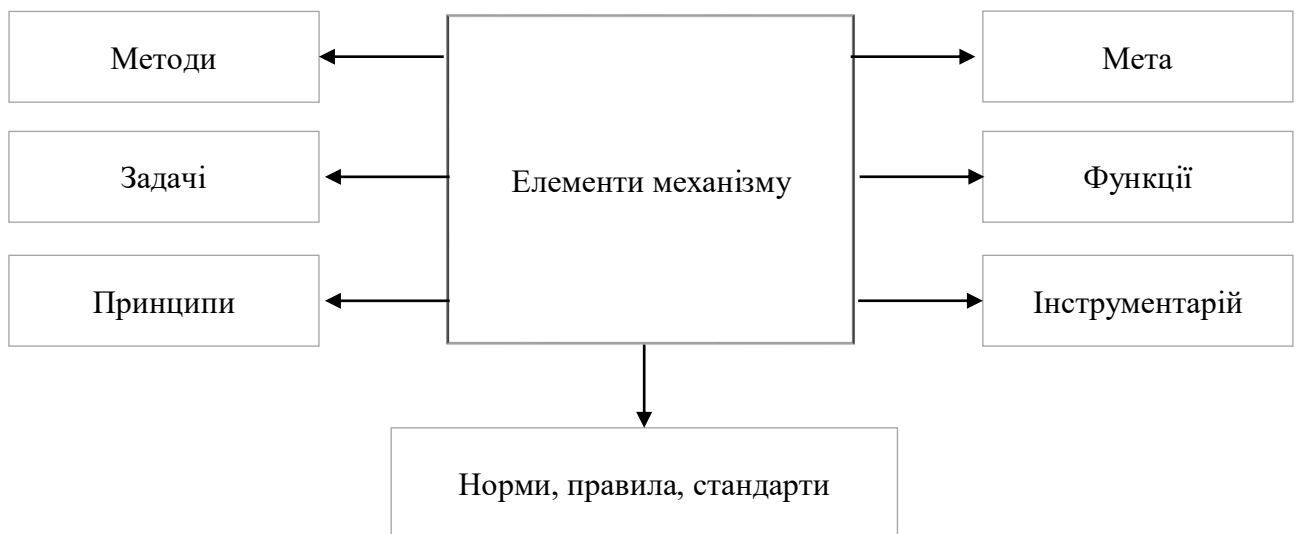 Методи
Мета
Задачі
Елементи механізму
Функції
Принципи
Інструментарій
Норми, правила, стандарти